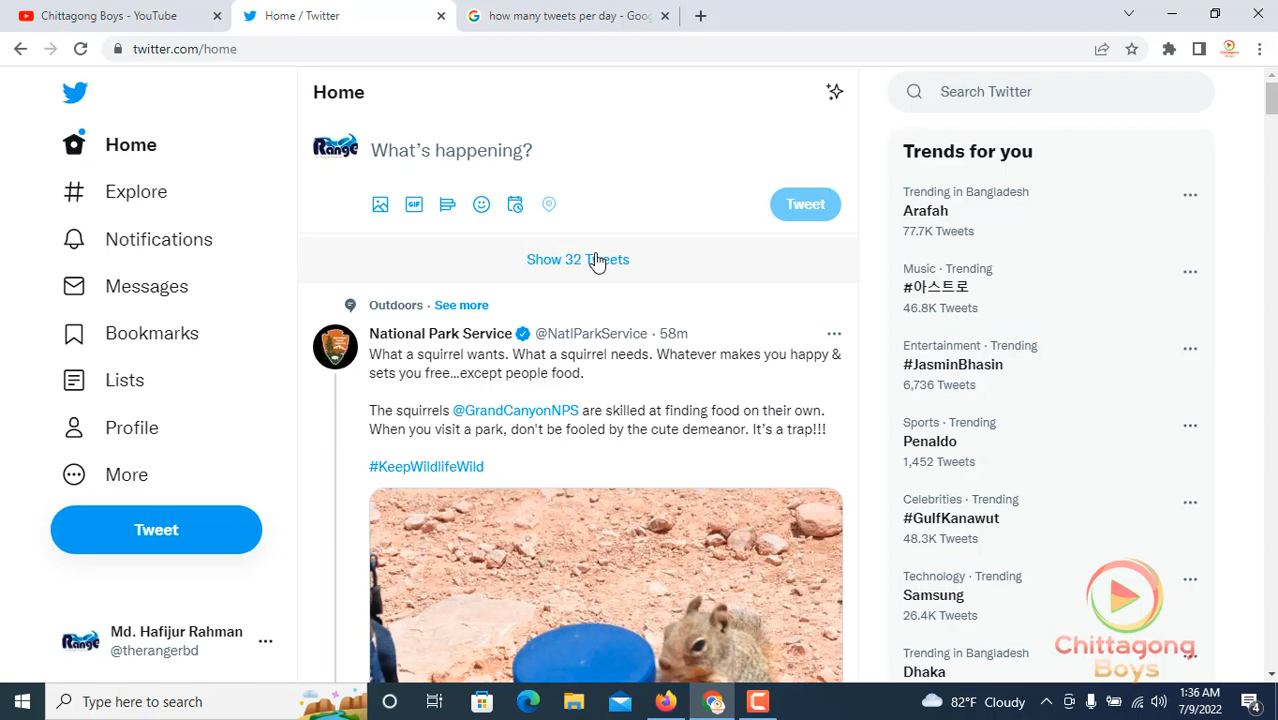 Chittagong Boys - YouTube
Home / Twitter
how many tweets per day - Goog
twitter.com/home
Home
Search Twitter
Range
What's happening?
GIF
Tweet
Show 32 Tweets
Outdoors · See more
National Park Service @NatlParkService · 58m
What a squirrel wants. What a squirrel needs. Whatever makes you happy &
sets you free...except people food.
The squirrels @GrandCanyonNPS are skilled at finding food on their own.
When you visit a park, don't be fooled by the cute demeanor. It's a trap!!!
#KeepWildlifeWild
Home
Explore
Notifications
Messages
Bookmarks
Lists
Profile
More
Tweet
Range
Md. Hafijur Rahman
@therangerbd
Trends for you
Trending in Bangladesh
Arafah
77.7K Tweets
Music · Trending
#아스트로
46.8K Tweets
Entertainment · Trending
#JasminBhasin
6,736 Tweets
Sports · Trending
Penaldo
1,452 Tweets
Celebrities · Trending
#GulfKanawut
48.3K Tweets
Technology · Trending
Samsung
26.4K Tweets
Trending in Bangladesh
Dhaka
Chittagong
Boys
Type here to search
82°F Cloudy
1:36 AM
7/9/2022
4